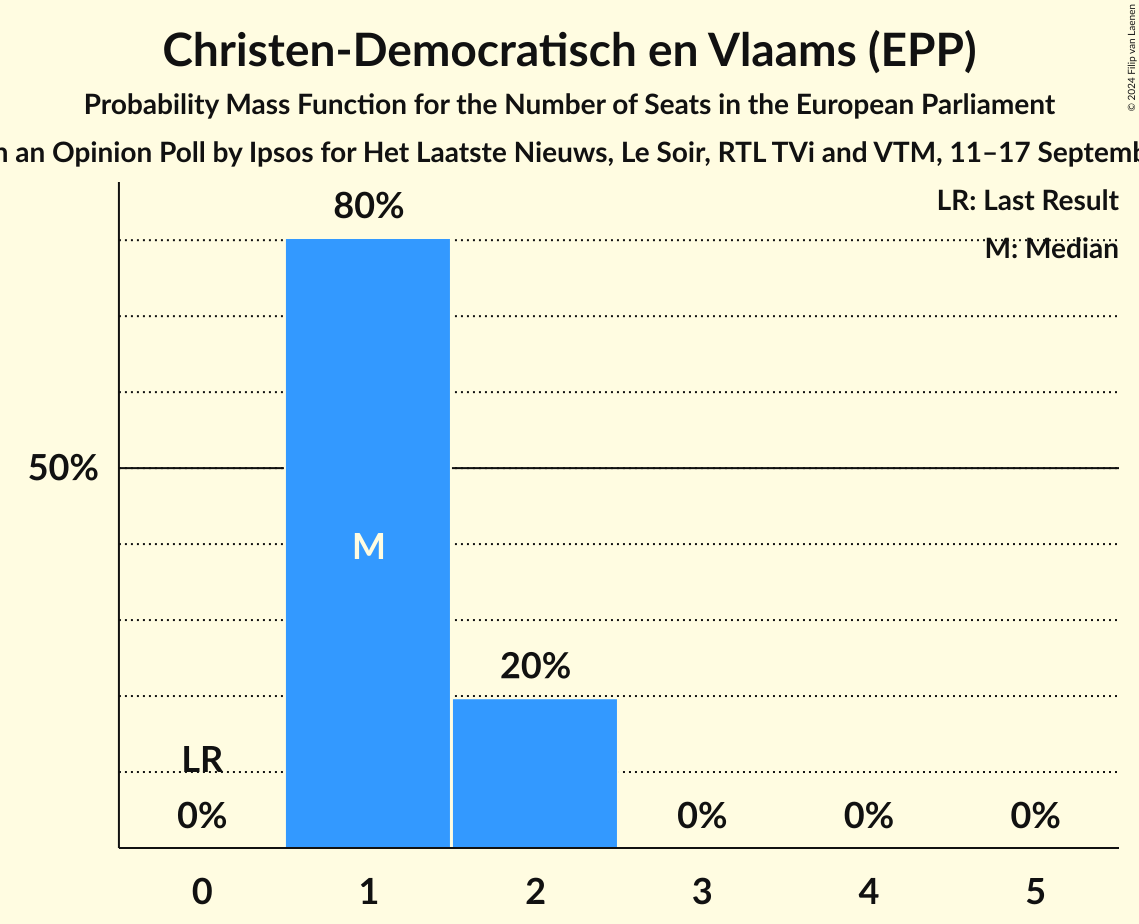 Christen-Democratisch en Vlaams (EPP)
Probability Mass Function for the Number of Seats in the European Parliament
an Opinion Poll by Ipsos for Het Laatste Nieuws, Le Soir, RTL TVi and VTM, 11–17
© 2024 Filip van Laenen
LR: Last Result
M: Median
80%
50%
M
20%
LR
0% 0% 0% 0%
0 1 2 3 4 5